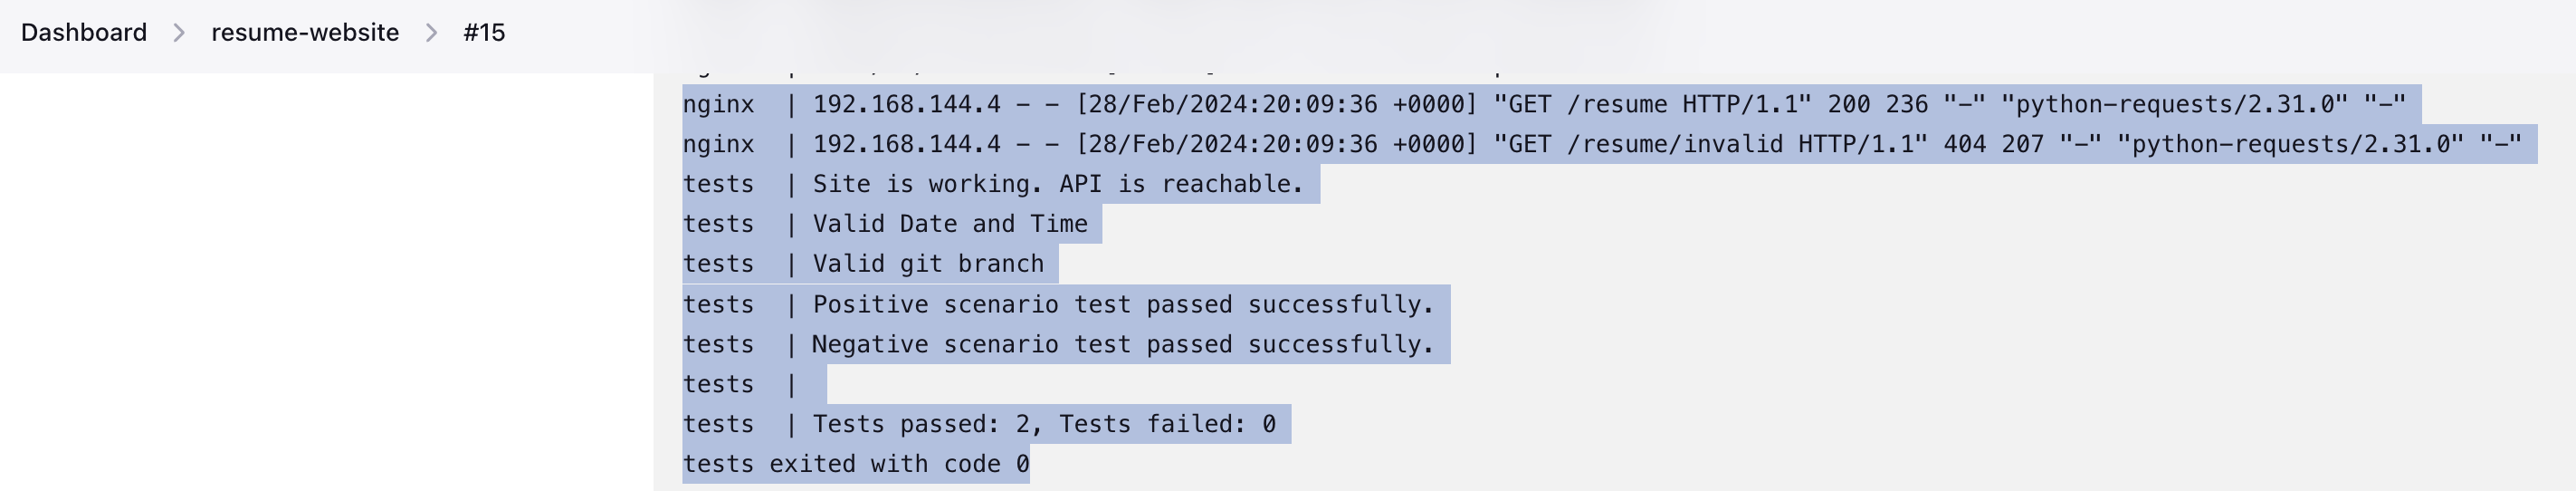 Dashboard > resume-website > #15
nginx | 192.168.144.4 - - [28/Feb/2024:20:09:36 +0000] "GET /resume HTTP/1.1" 200 236 "-" "python-requests/2.31.0" "-"
nginx | 192.168.144.4 - - [28/Feb/2024:20:09:36 +0000] "GET /resume/invalid HTTP/1.1" 404 207 "-" "python-requests/2.31.0" "-"
tests | Site is working. API is reachable.
tests | Valid Date and Time
tests | Valid git branch
tests | Positive scenario test passed successfully.
tests | Negative scenario test passed successfully.
tests |
tests | Tests passed: 2, Tests failed: 0
tests exited with code 0